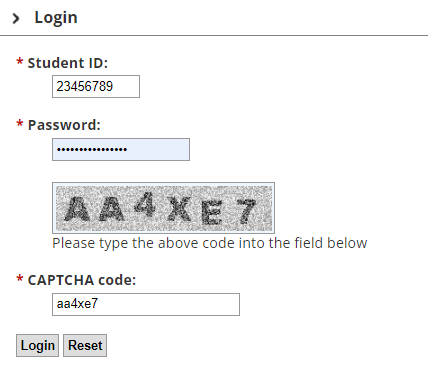 Login
* Student ID:
23456789
* Password:
••••••••••••••••
AA4XE7
Please type the above code into the field below
* CAPTCHA code:
aa4xe7
Login Reset